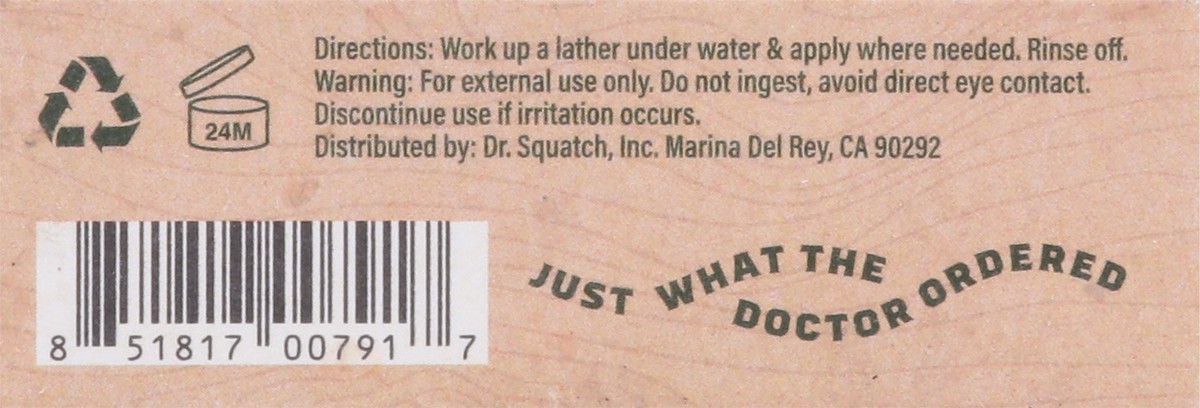 Directions: Work up a lather under water & apply where needed. Rinse off.
Warning: For external use only. Do not ingest, avoid direct eye contact.
Discontinue use if irritation occurs.
Distributed by: Dr. Squatch, Inc. Marina Del Rey, CA 90292
24M
8 51817 00791 7
JUST WHAT THE
DOCTOR ORDERED